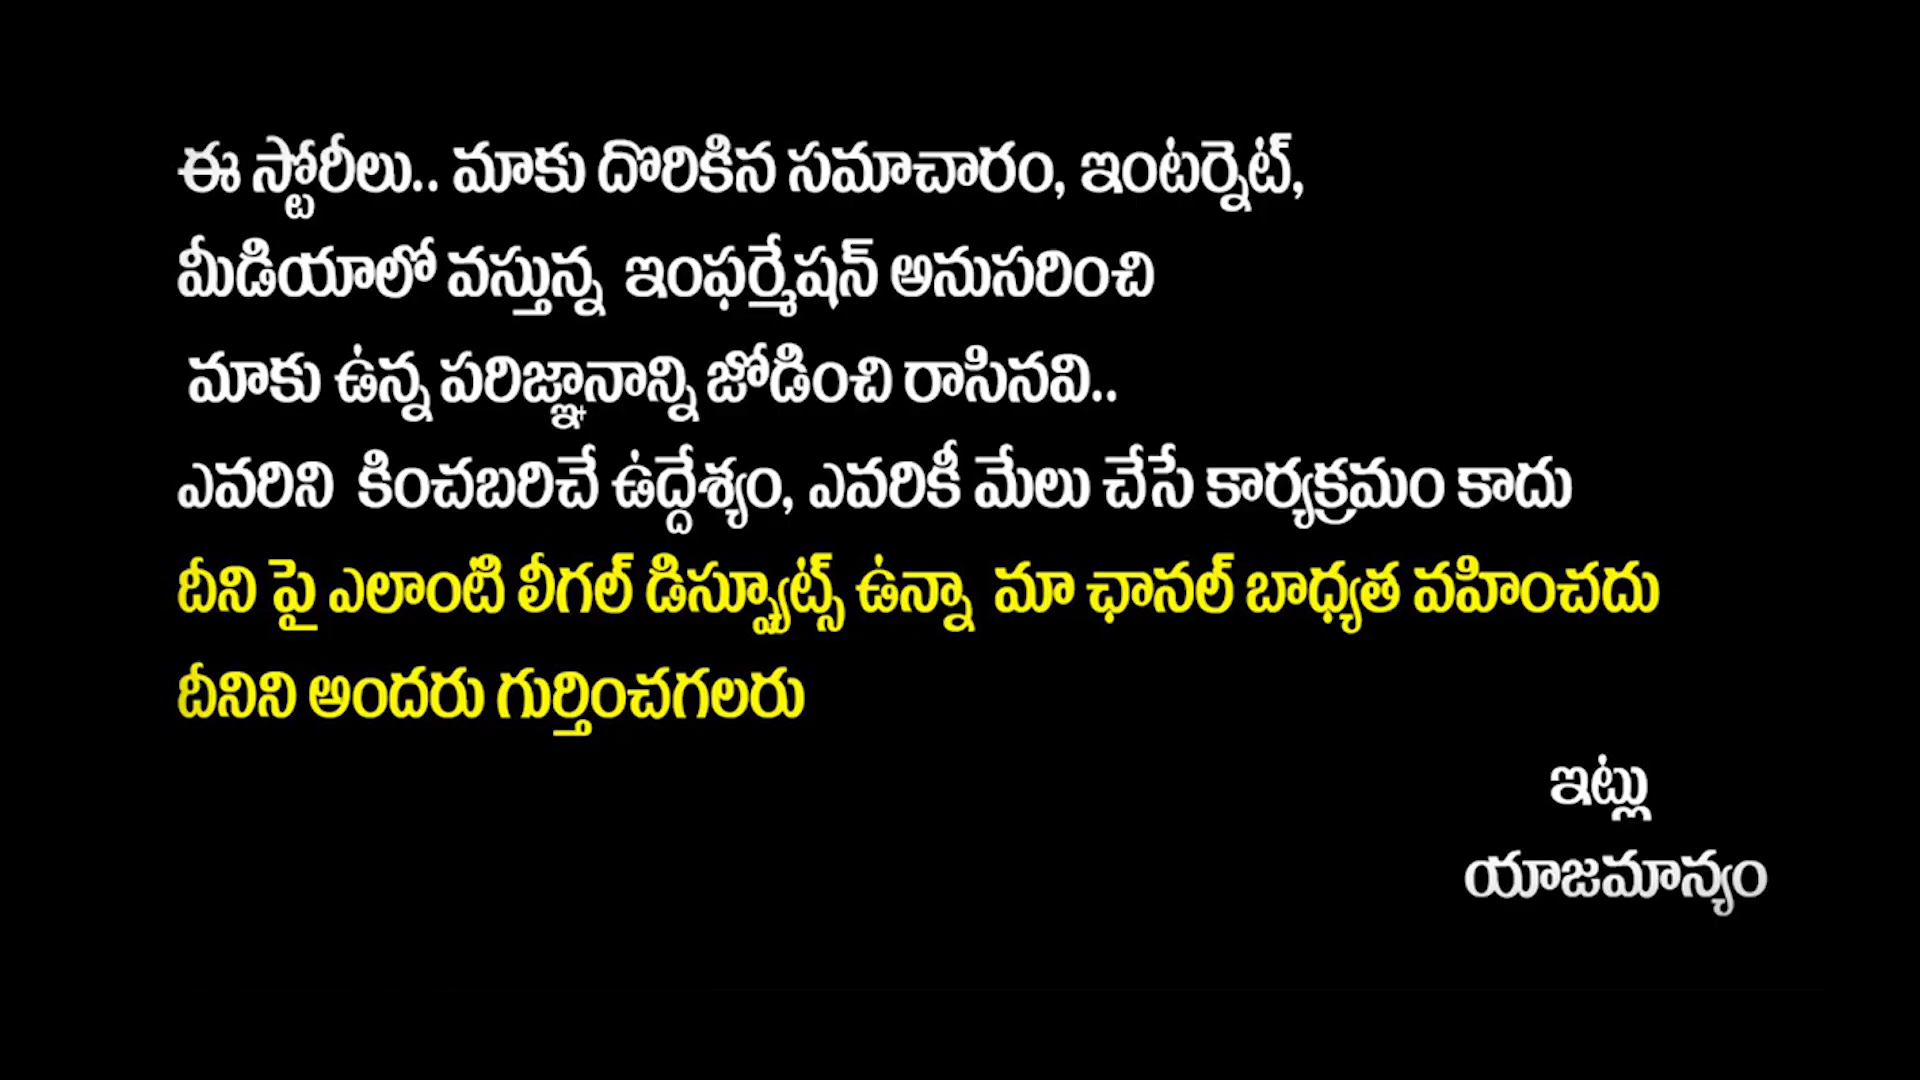 ఈ స్టోరీలు.. మాకు దొరికిన సమాచారం, ఇంటర్నెట్,
మీడియాలో వస్తున్న ఇంఫర్మేషన్ అనుసరించి
మాకు ఉన్న పరిజ్ఞానాన్ని జోడించి రాసినవి..
ఎవరిని కించబరిచే ఉద్దేశ్యం, ఎవరికీ మేలు చేసే కార్యక్రమం కాదు
దీని పై ఎలాంటి లీగల్ డిస్ప్యూట్స్ ఉన్నా మా ఛానల్ బాధ్యత వహించదు
దీనిని అందరు గుర్తించగలరు
ఇట్లు
యాజమాన్యం